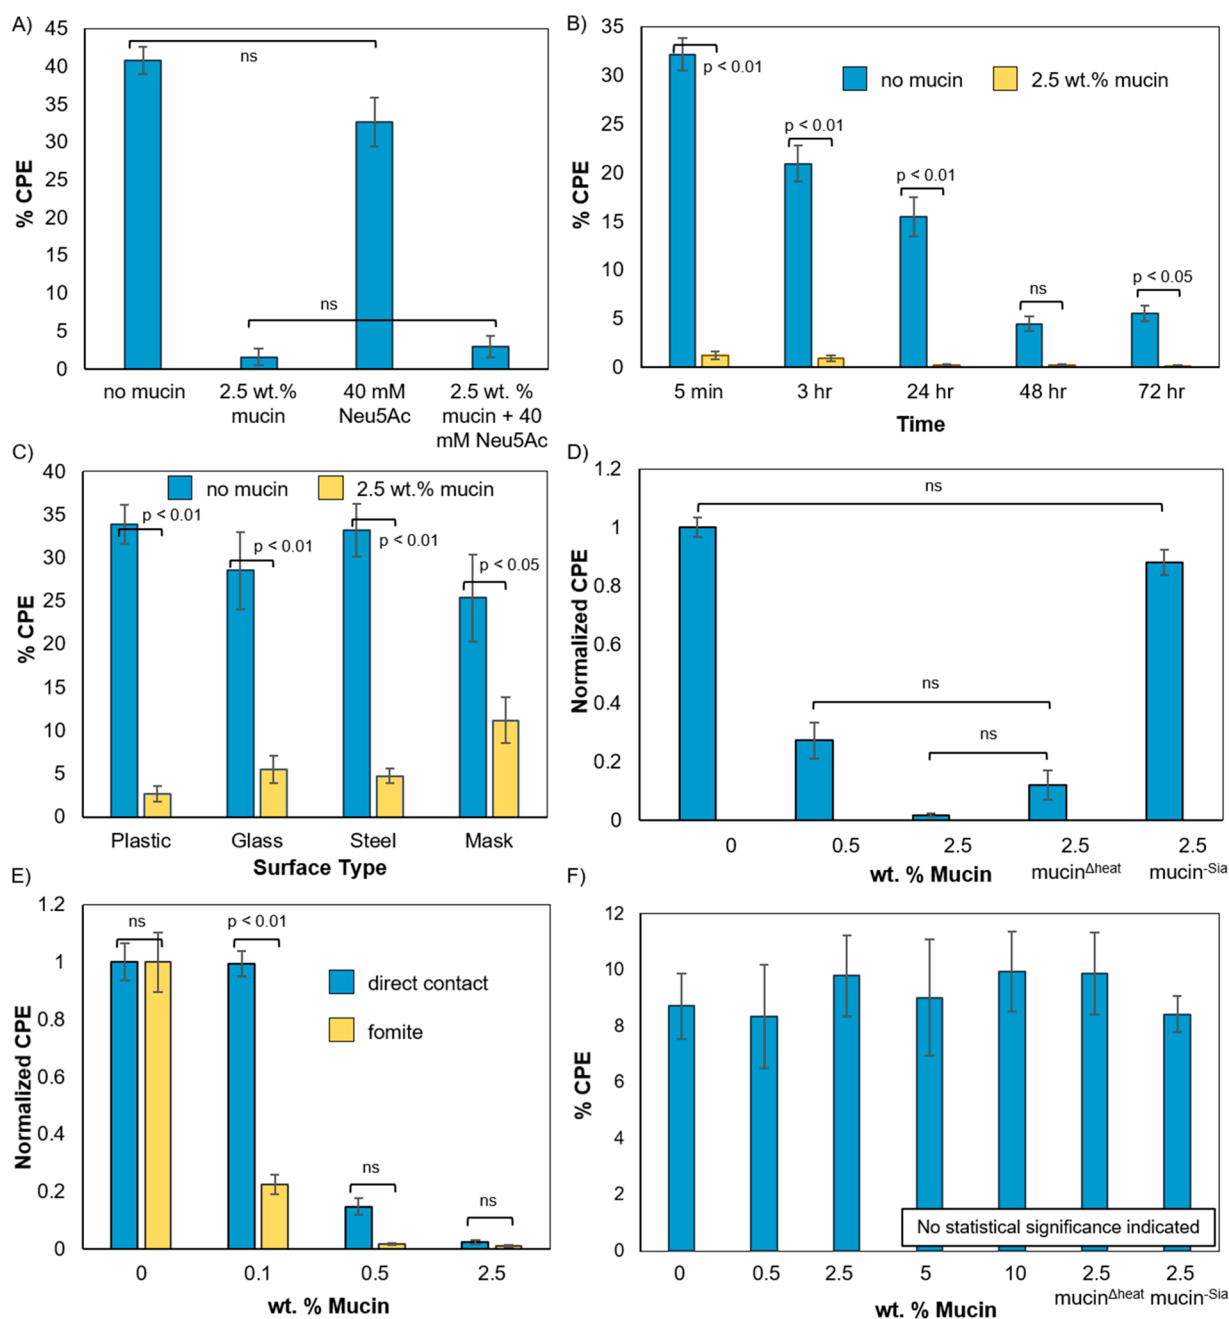 A)
45
40
35
30
25
20
15
10
5
0
% CPE
ns
ns
no mucin
2.5 wt.%
mucin
40 mM
Neu5Ac
2.5 wt. %
mucin + 40
mM Neu5Ac
B)
35
30
25
20
15
10
5
0
% CPE
no mucin
2.5 wt.% mucin
p < 0.01
p < 0.01
p < 0.01
ns
p < 0.05
5 min
3 hr
24 hr
48 hr
72 hr
Time
C)
40
35
30
25
20
15
10
5
0
% CPE
no mucin
2.5 wt.% mucin
p < 0.01
p < 0.01
p < 0.01
p < 0.05
Plastic
Glass
Steel
Mask
Surface Type
D)
1.2
1
0.8
0.6
0.4
0.2
0
Normalized CPE
ns
ns
ns
0
0.5
2.5
2.5
mucinΔheat
2.5
mucin-Sia
wt. % Mucin
E)
1.2
1
0.8
0.6
0.4
0.2
0
Normalized CPE
ns
p < 0.01
direct contact
fomite
ns
ns
0
0.1
0.5
2.5
wt. % Mucin
F)
12
10
8
6
4
2
0
% CPE
No statistical significance indicated
0
0.5
2.5
5
10
2.5
mucinΔheat
2.5
mucin-Sia
wt. % Mucin